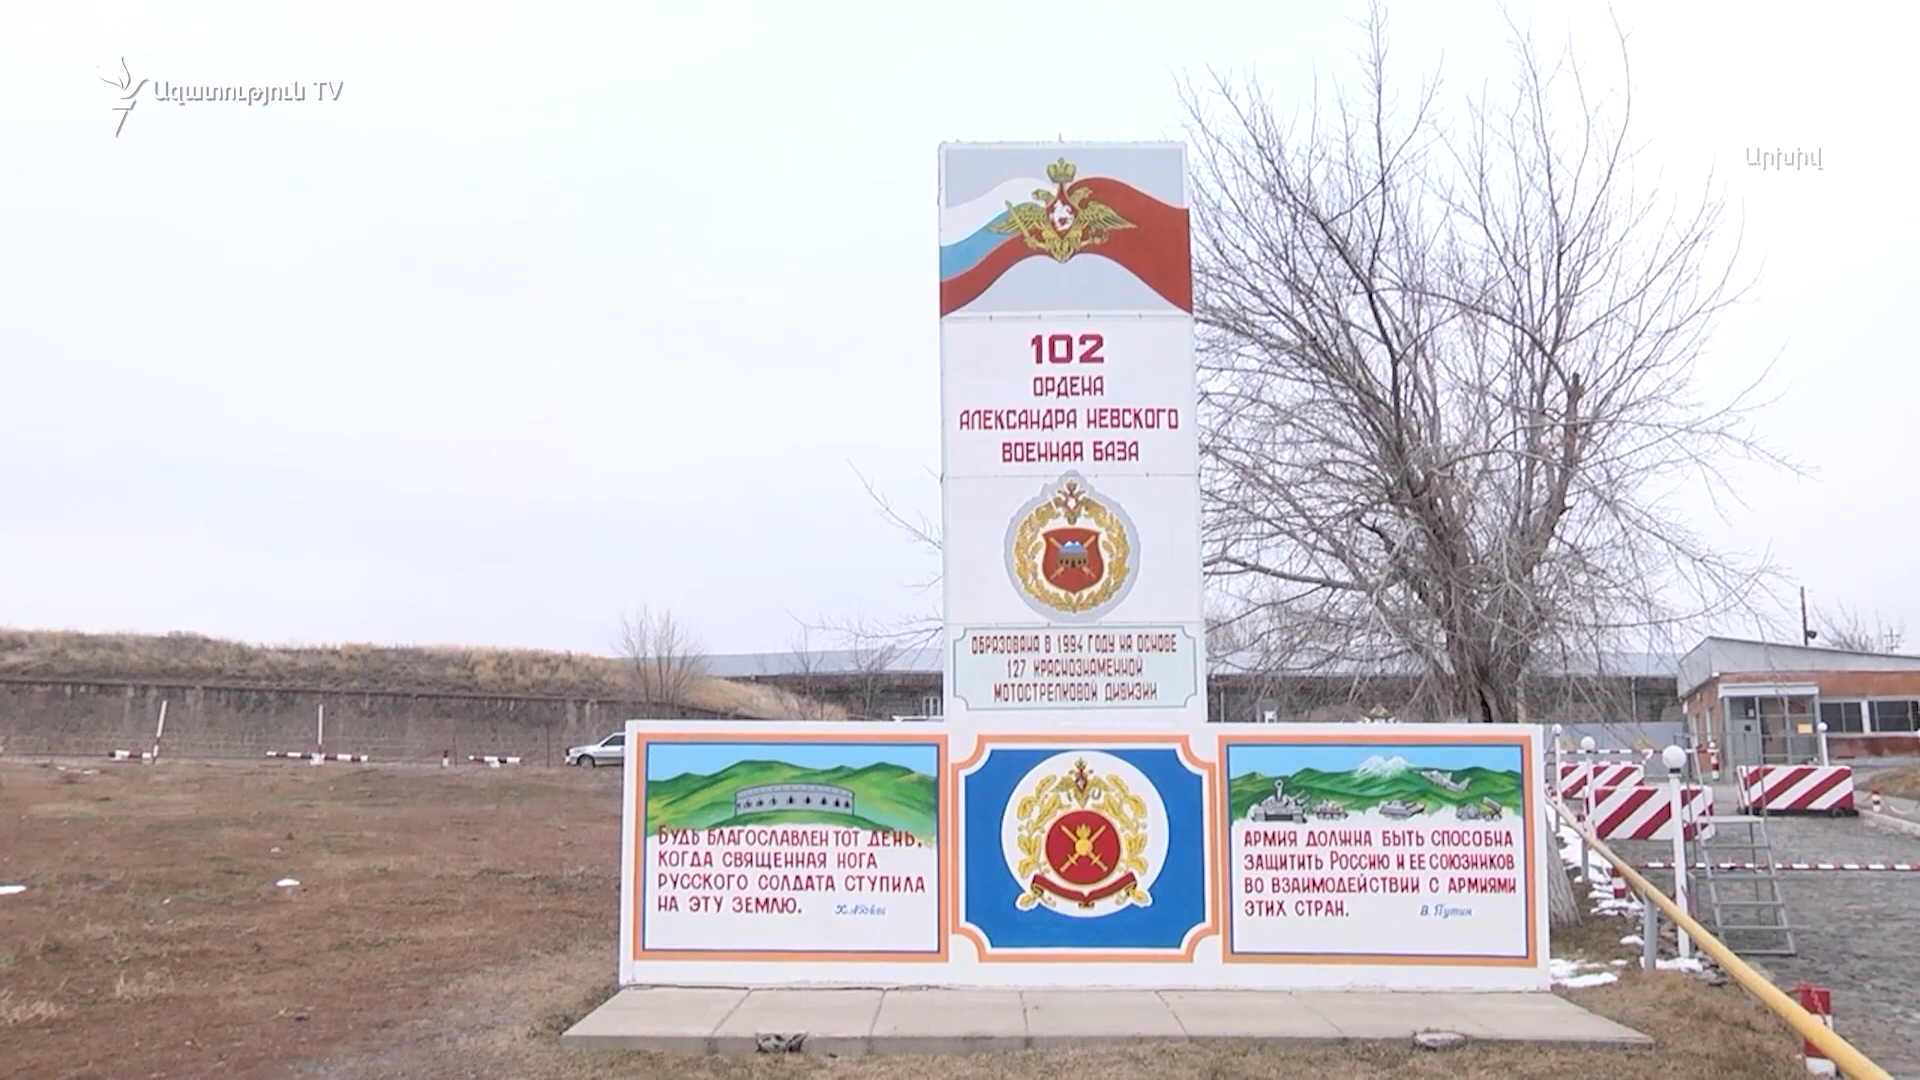 Ազատություն TV
Արխիվ
102
ОРДЕНА
АЛЕКСАНДРА НЕВСКОГО
ВОЕННАЯ БАЗА
ОБРАЗОВАНА В 1994 ГОДУ НА ОСНОВЕ
127 КРАСНОЗНАМЕННОЙ
МОТОСТРЕЛКОВОЙ ДИВИЗИИ
БУДЬ БЛАГОСЛАВЛЕН ТОТ ДЕНЬ,
КОГДА СВЯЩЕННАЯ НОГА
РУССКОГО СОЛДАТА СТУПИЛА
НА ЭТУ ЗЕМЛЮ. Х.Абовян
АРМИЯ ДОЛЖНА БЫТЬ СПОСОБНА
ЗАЩИТИТЬ РОССИЮ И ЕЕ СОЮЗНИКОВ
ВО ВЗАИМОДЕЙСТВИИ С АРМИЯМИ
ЭТИХ СТРАН. В. Путин